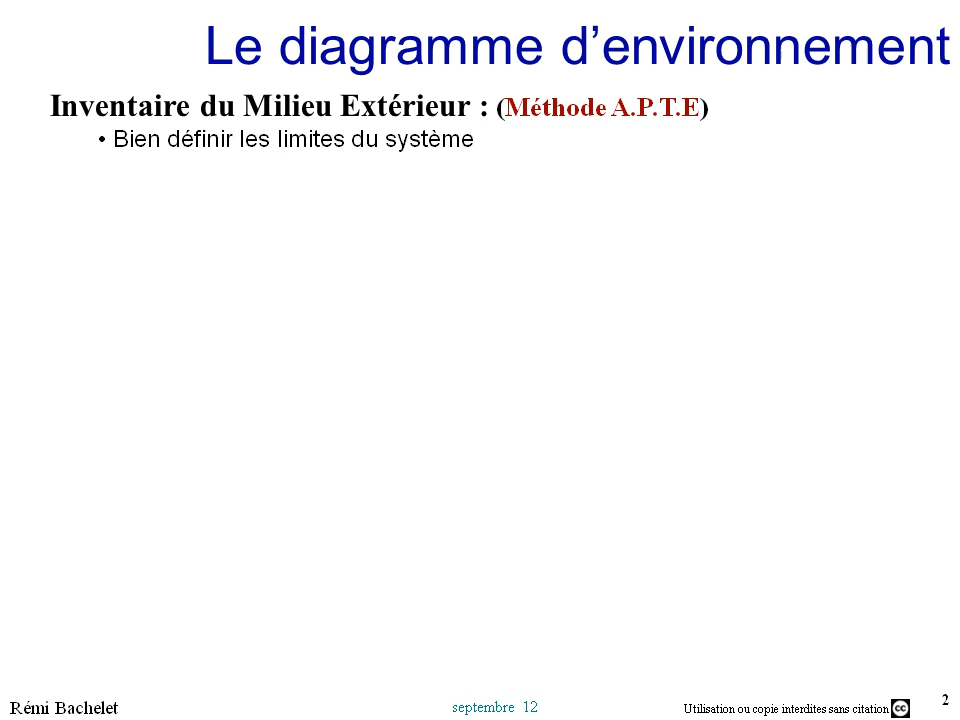 Le diagramme d’environnement
Inventaire du Milieu Extérieur : (Méthode A.P.T.E)
• Bien définir les limites du système
Rémi Bachelet
septembre 12
Utilisation ou copie interdites sans citation
cc
2